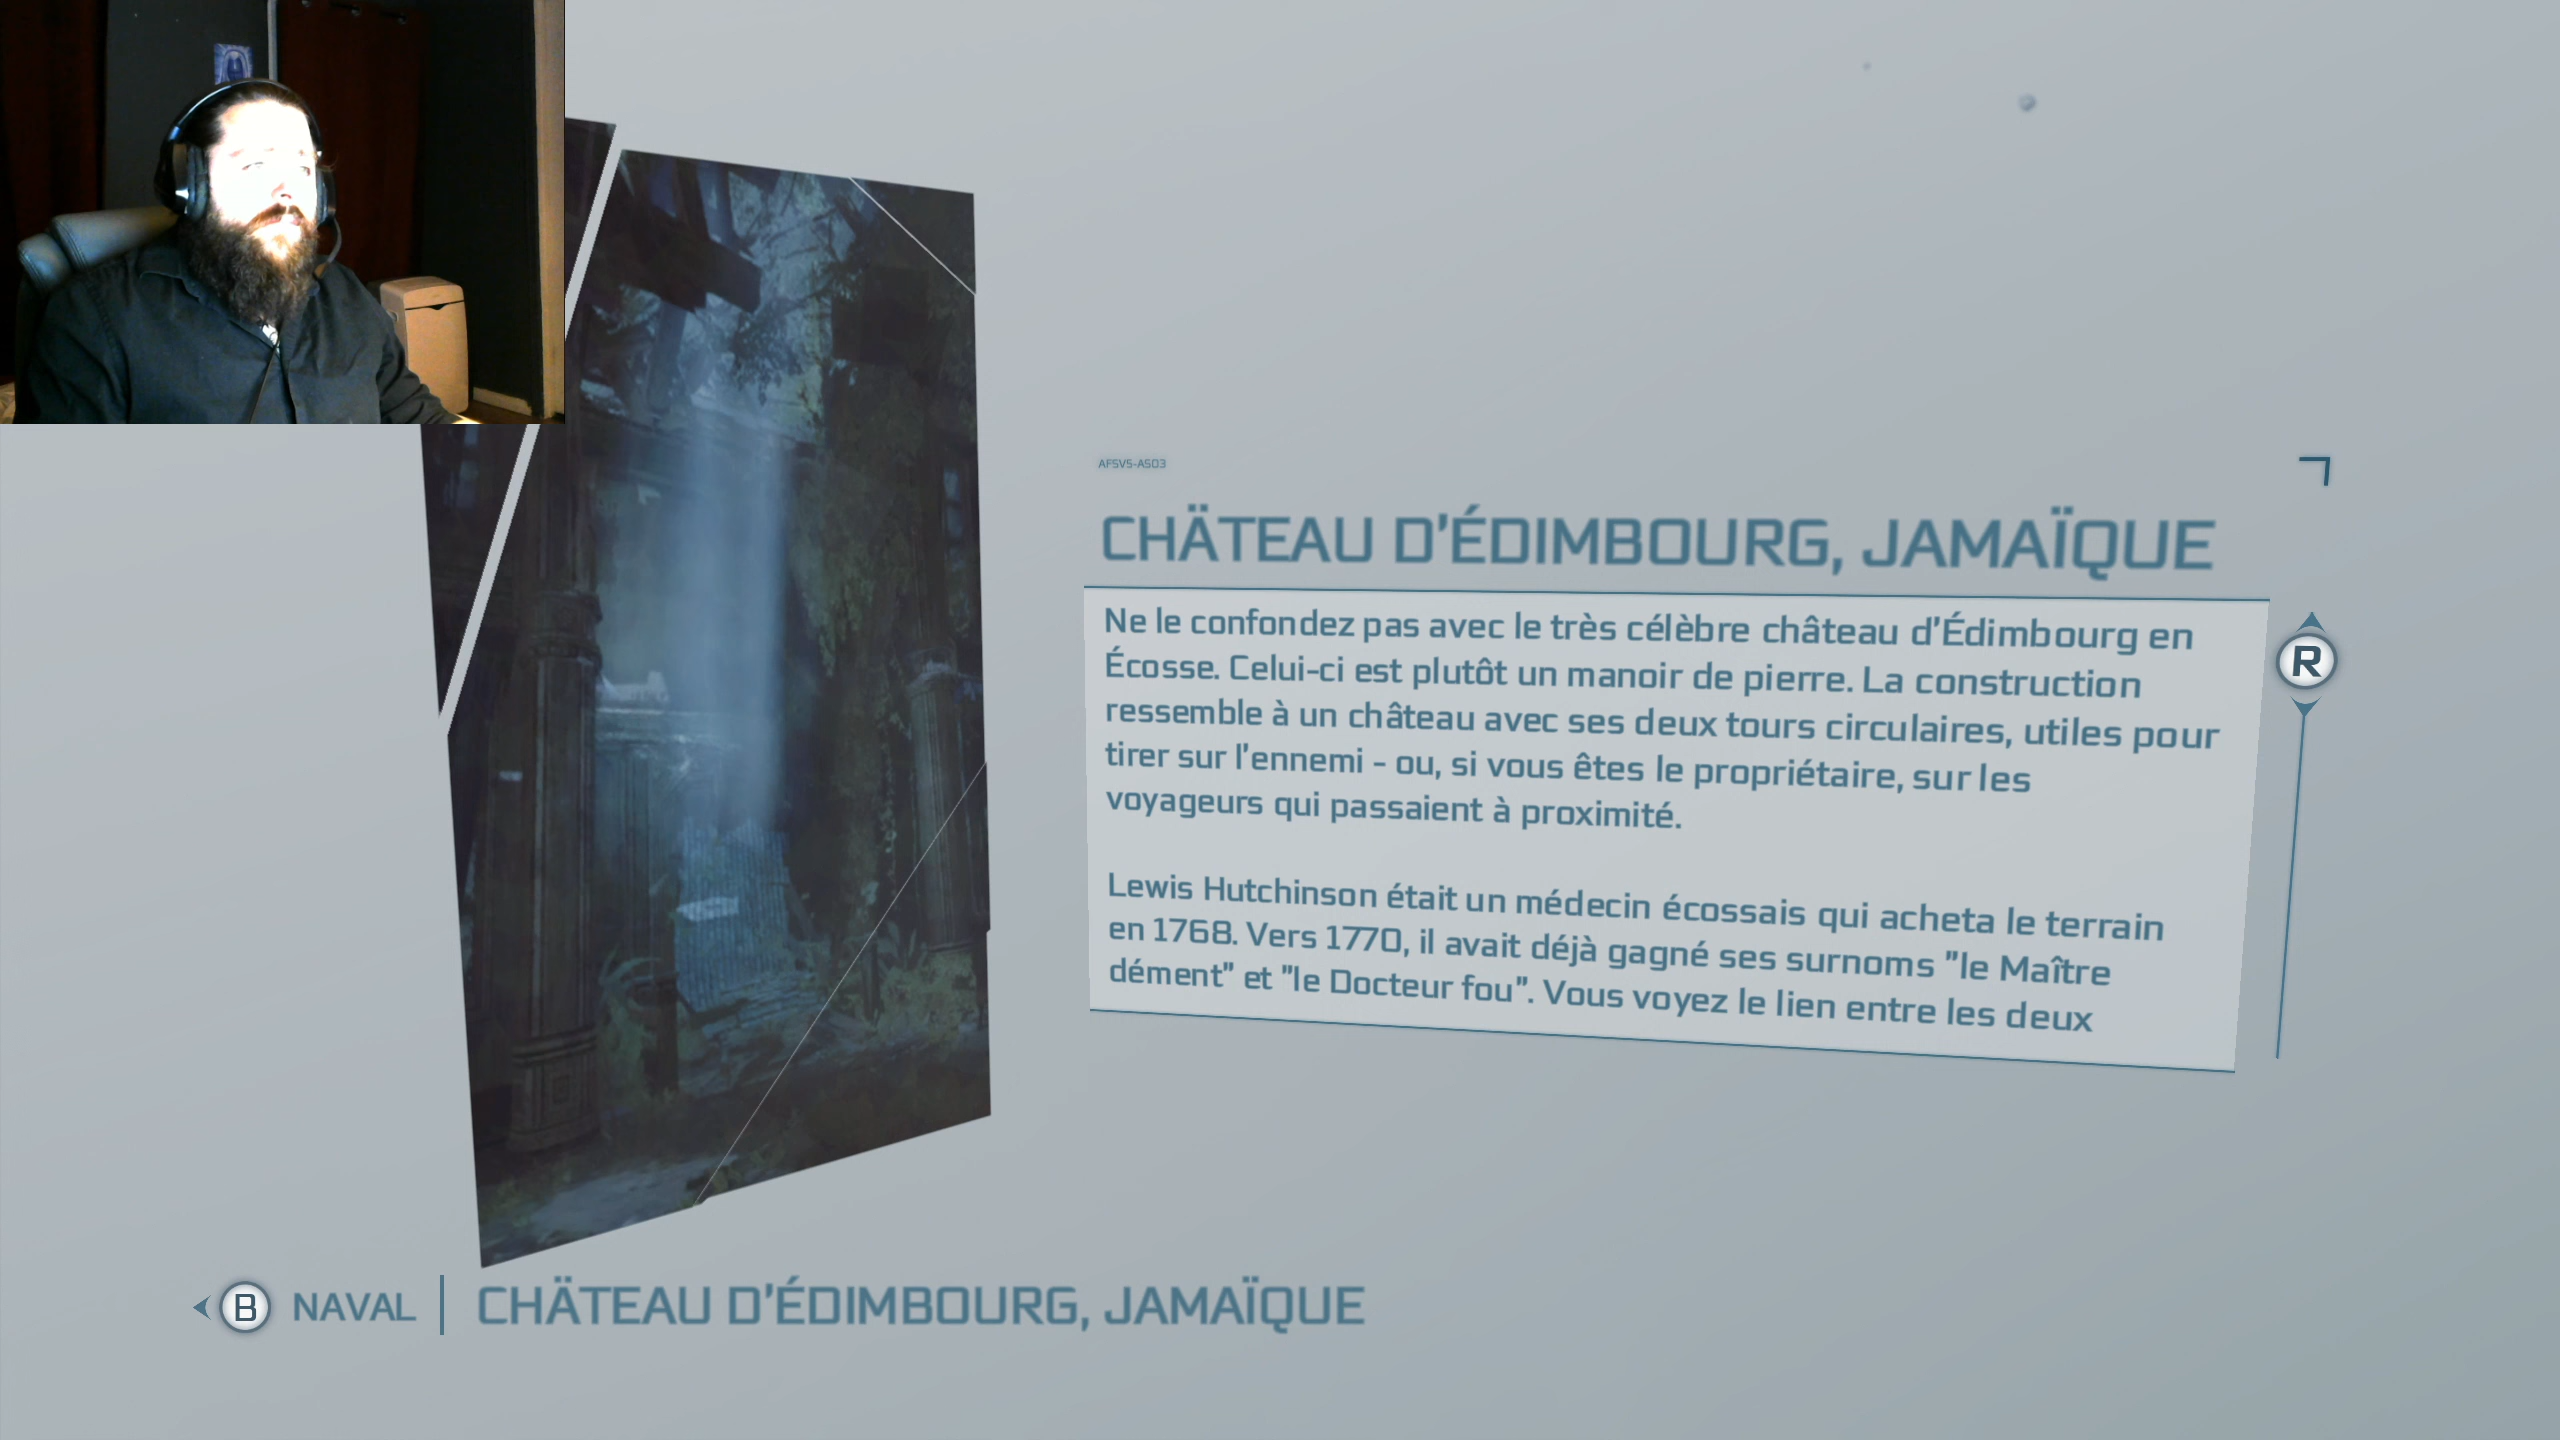 AFSVS-AS03
CHÄTEAU D'ÉDIMBOURG, JAMAÏQUE
Ne le confondez pas avec le très célèbre château d'Édimbourg en
Écosse. Celui-ci est plutôt un manoir de pierre. La construction
ressemble à un château avec ses deux tours circulaires, utiles pour
tirer sur l'ennemi - ou, si vous êtes le propriétaire, sur les
voyageurs qui passaient à proximité.
Lewis Hutchinson était un médecin écossais qui acheta le terrain
en 1768. Vers 1770, il avait déjà gagné ses surnoms "le Maître
dément" et "le Docteur fou". Vous voyez le lien entre les deux
R
B NAVAL CHÄTEAU D'ÉDIMBOURG, JAMAÏQUE